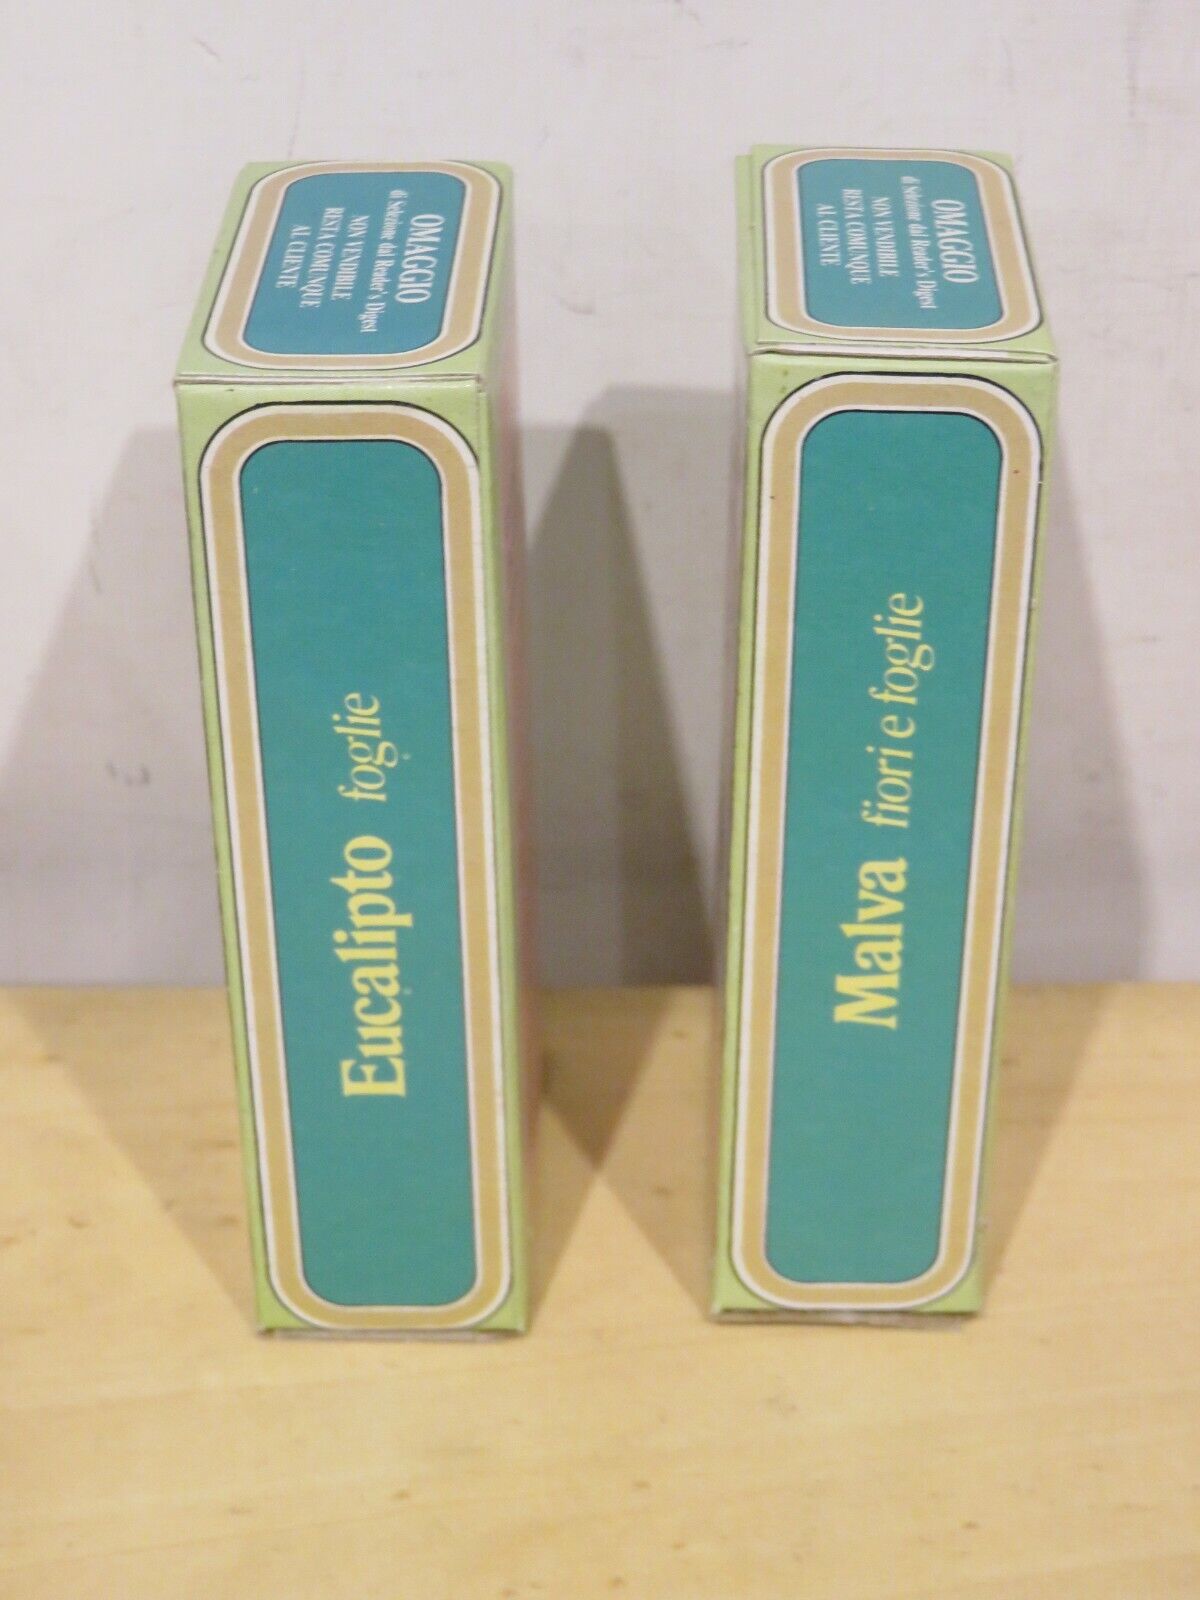 OMAGGIO
di Selezione dal Reader's Digest
NON VENDIBILE
RESTA COMUNQUE
AL CLIENTE
Eucalipto foglie
OMAGGIO
di Selezione dal Reader's Digest
NON VENDIBILE
RESTA COMUNQUE
AL CLIENTE
Malva fiori e foglie